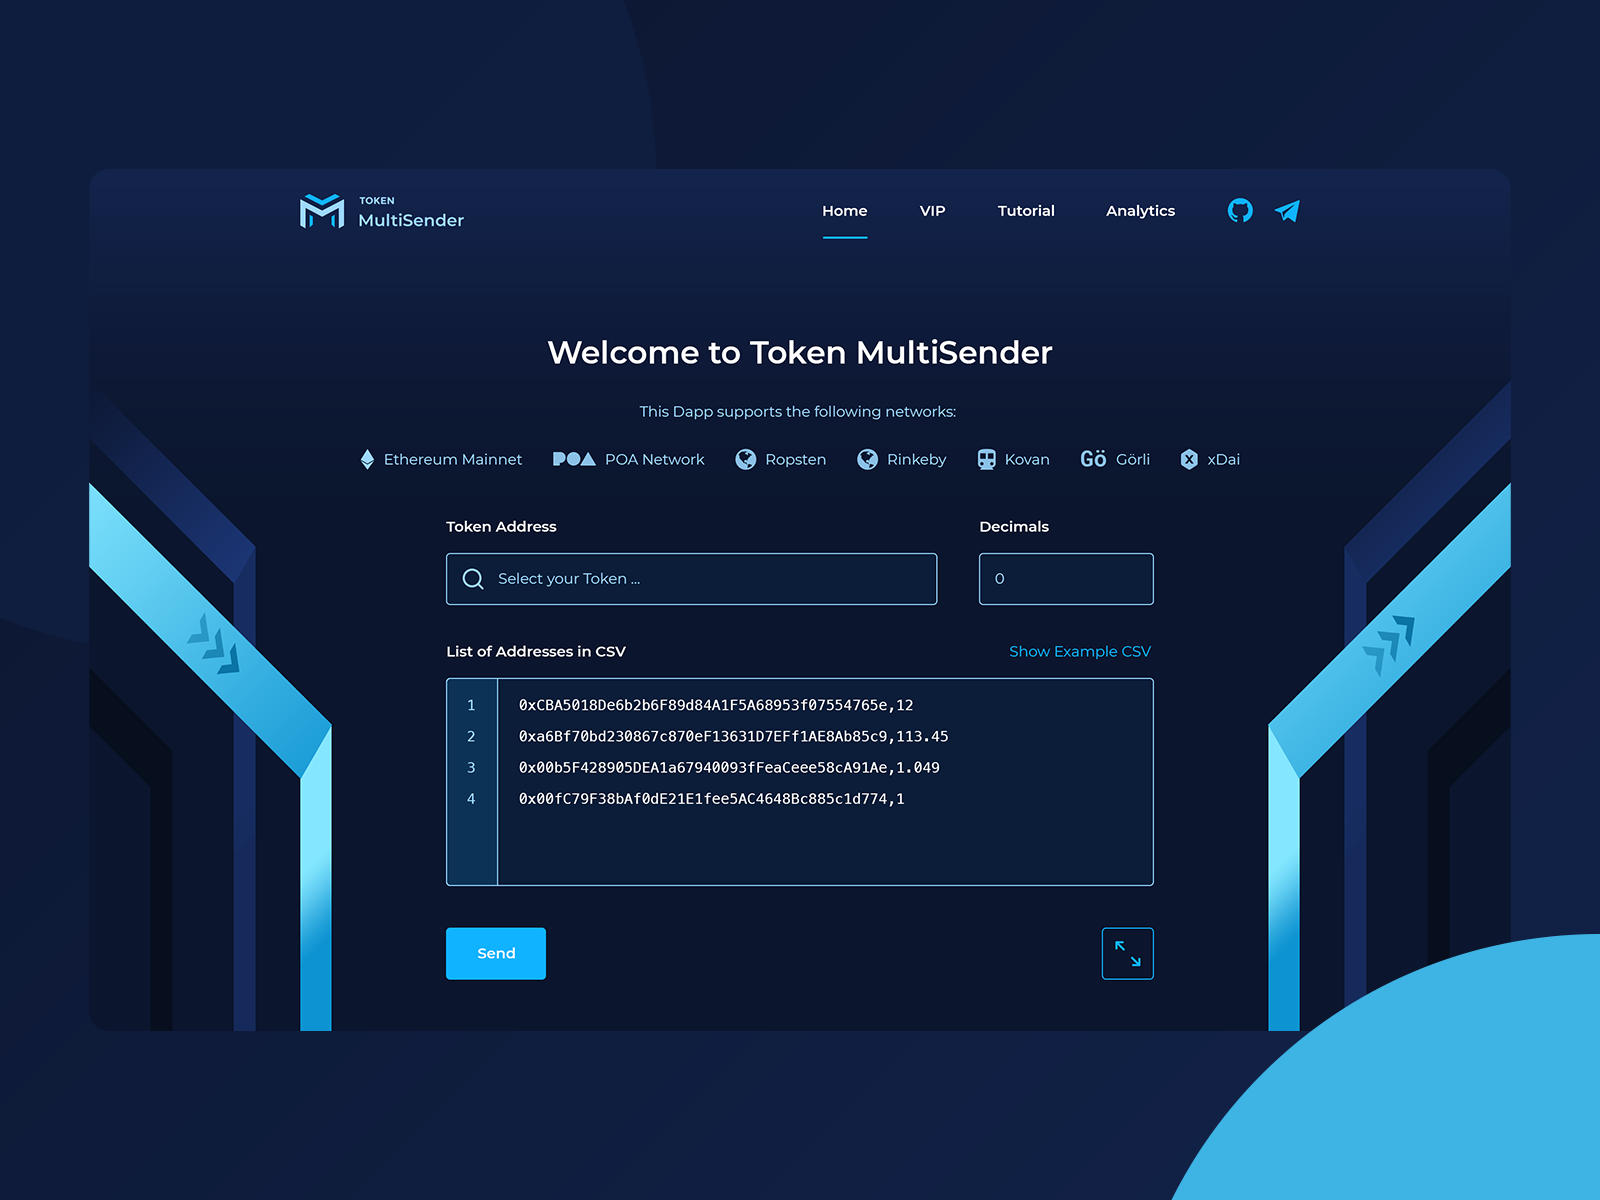 TOKEN
MultiSender
Home VIP Tutorial Analytics
Welcome to Token MultiSender
This Dapp supports the following networks:
Ethereum Mainnet POA POA Network Ropsten Rinkeby Kovan Gö Görli X xDai
Token Address Decimals
Select your Token ... 0
List of Addresses in CSV Show Example CSV
1 0xCBA5018De6b2b6F89d84A1F5A68953f07554765e,12
2 0xa6Bf70bd230867c870eF13631D7EFf1AE8Ab85c9,113.45
3 0x00b5F428905DEA1a67940093fFeaCeee58cA91Ae,1.049
4 0x00fC79F38bAf0dE21E1fee5AC4648Bc885c1d774,1
Send